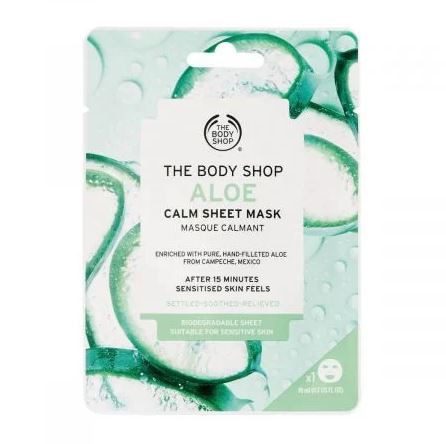 THE
BODY
SHOP
®
THE BODY SHOP
ALOE
CALM SHEET MASK
MASQUE CALMANT
ENRICHED WITH PURE, HAND-FILLETED ALOE
FROM CAMPECHE, MEXICO
AFTER 15 MINUTES
SENSITISED SKIN FEELS
SETTLED-SOOTHED-RELIEVED
BIODEGRADABLE SHEET
SUITABLE FOR SENSITIVE SKIN
x1